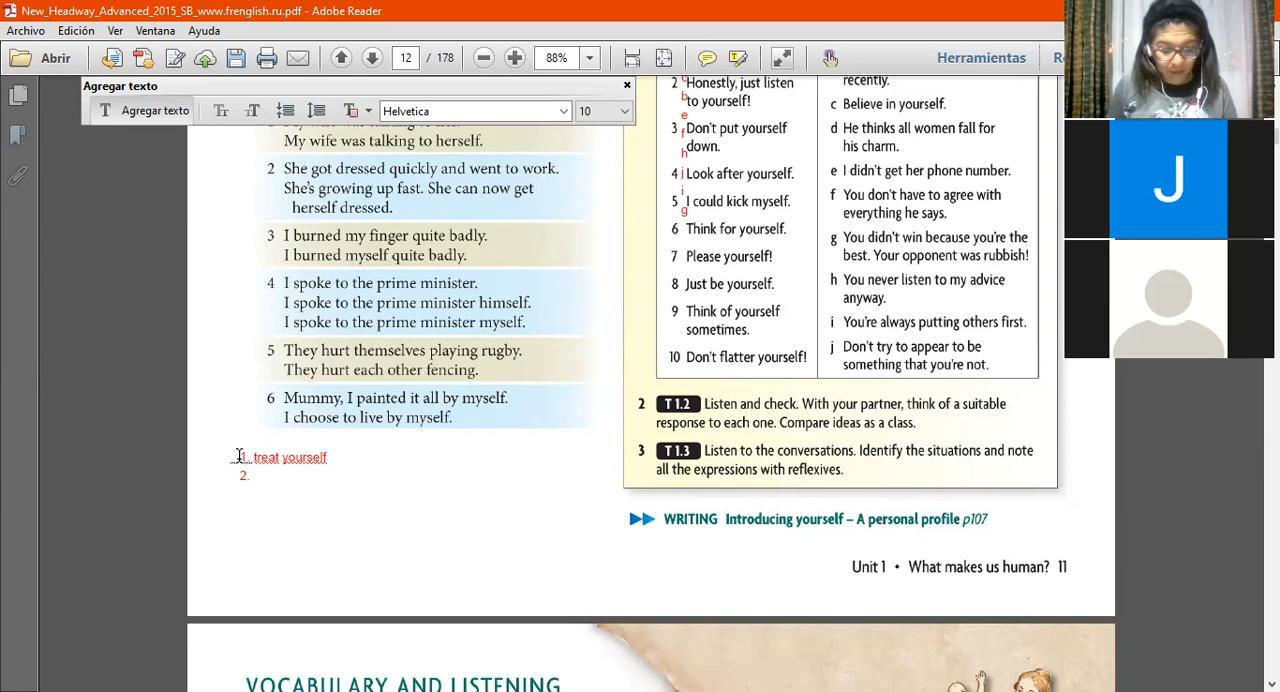 New_Headway_Advanced_2015_SB_www.frenglish.ru.pdf - Adobe Reader
Archivo Edición Ver Ventana Ayuda
Abrir 12 / 178 88% Herramientas
Agregar texto
Agregar texto Helvetica 10
My wife was talking to herself.
2 She got dressed quickly and went to work.
She's growing up fast. She can now get
herself dressed.
3 I burned my finger quite badly.
I burned myself quite badly.
4 I spoke to the prime minister.
I spoke to the prime minister himself.
I spoke to the prime minister myself.
5 They hurt themselves playing rugby.
They hurt each other fencing.
6 Mummy, I painted it all by myself.
I choose to live by myself.
1. treat yourself
2.
2 Honestly, just listen
to yourself!
3 Don't put yourself
down.
4 Look after yourself.
5 I could kick myself.
6 Think for yourself.
7 Please yourself!
8 Just be yourself.
9 Think of yourself
sometimes.
10 Don't flatter yourself!
b
e
f
h
j
i
g
recently.
c Believe in yourself.
d He thinks all women fall for
his charm.
e I didn't get her phone number.
f You don't have to agree with
everything he says.
g You didn't win because you're the
best. Your opponent was rubbish!
h You never listen to my advice
anyway.
i You're always putting others first.
j Don't try to appear to be
something that you're not.
2 T 1.2 Listen and check. With your partner, think of a suitable
response to each one. Compare ideas as a class.
3 T 1.3 Listen to the conversations. Identify the situations and note
all the expressions with reflexives.
WRITING Introducing yourself – A personal profile p107
Unit 1 • What makes us human? 11
VOCABULARY AND LISTENING
J